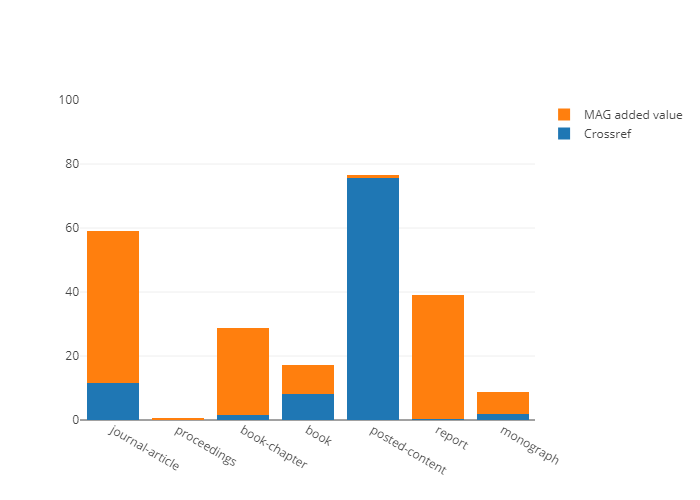 100
80
60
40
20
0
journal-article
proceedings
book-chapter
book
posted-content
report
monograph
MAG added value
Crossref